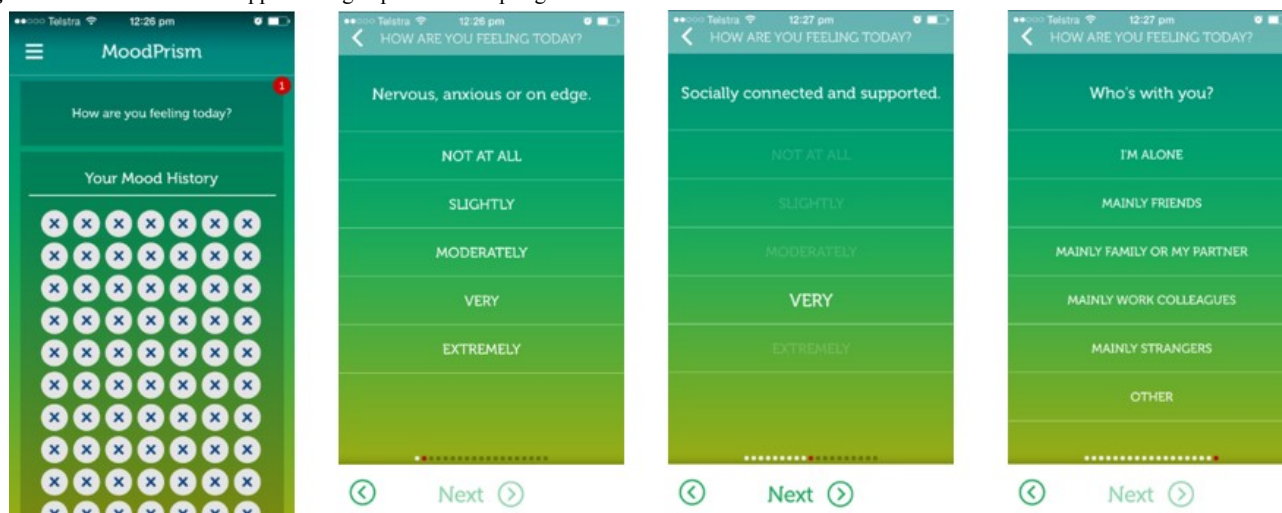 Telstra 12:26 pm
MoodPrism
1
How are you feeling today?
Your Mood History
Telstra 12:26 pm
HOW ARE YOU FEELING TODAY?
Nervous, anxious or on edge.
NOT AT ALL
SLIGHTLY
MODERATELY
VERY
EXTREMELY
Next
Telstra 12:27 pm
HOW ARE YOU FEELING TODAY?
Socially connected and supported.
NOT AT ALL
SLIGHTLY
MODERATELY
VERY
EXTREMELY
Next
Telstra 12:27 pm
HOW ARE YOU FEELING TODAY?
Who's with you?
I'M ALONE
MAINLY FRIENDS
MAINLY FAMILY OR MY PARTNER
MAINLY WORK COLLEAGUES
MAINLY STRANGERS
OTHER
Next